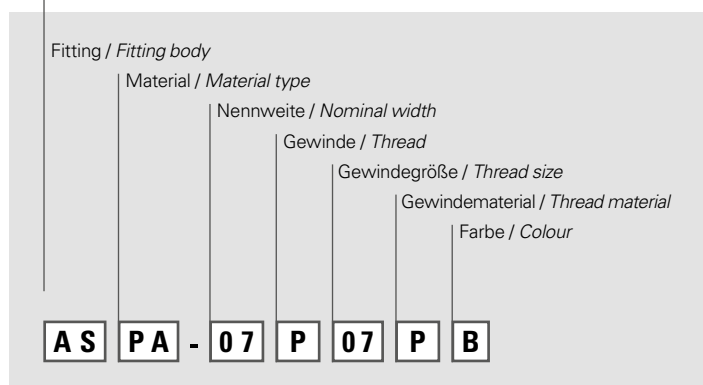 Fitting / Fitting body
Material / Material type
Nennweite / Nominal width
Gewinde / Thread
Gewindegröße / Thread size
Gewindematerial / Thread material
Farbe / Colour
AS PA - 07 P 07 P B